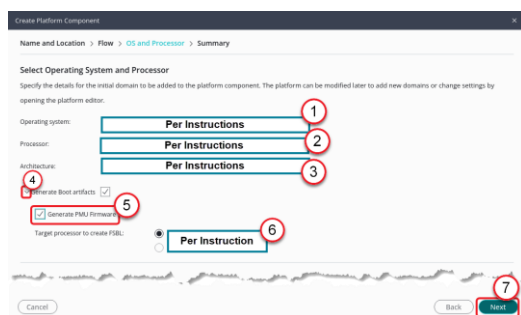 Create Platform Component ×
Name and Location > Flow > OS and Processor > Summary
Select Operating System and Processor
Specify the details for the initial domain to be added to the platform component. The platform can be modified later to add new domains or change settings by
opening the platform editor.
1
Operating system: Per Instructions
2
Processor: Per Instructions
Architecture: Per Instructions
3
4
Generate Boot artifacts
5
Generate PMU Firmware
6
Target processor to create FSBL: Per Instruction
7
Cancel Back Next